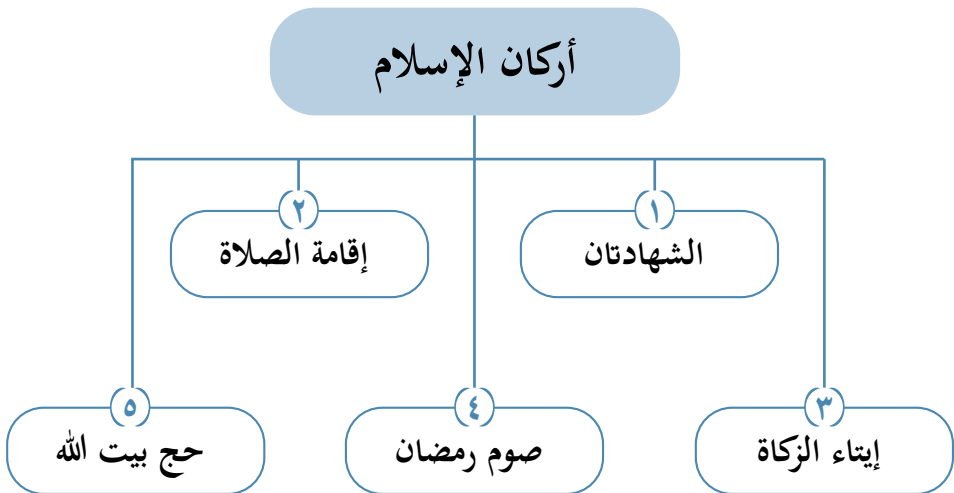 أركان الإسلام
١
الشهادتان
٢
إقامة الصلاة
٣
إيتاء الزكاة
٤
صوم رمضان
٥
حج بيت الله